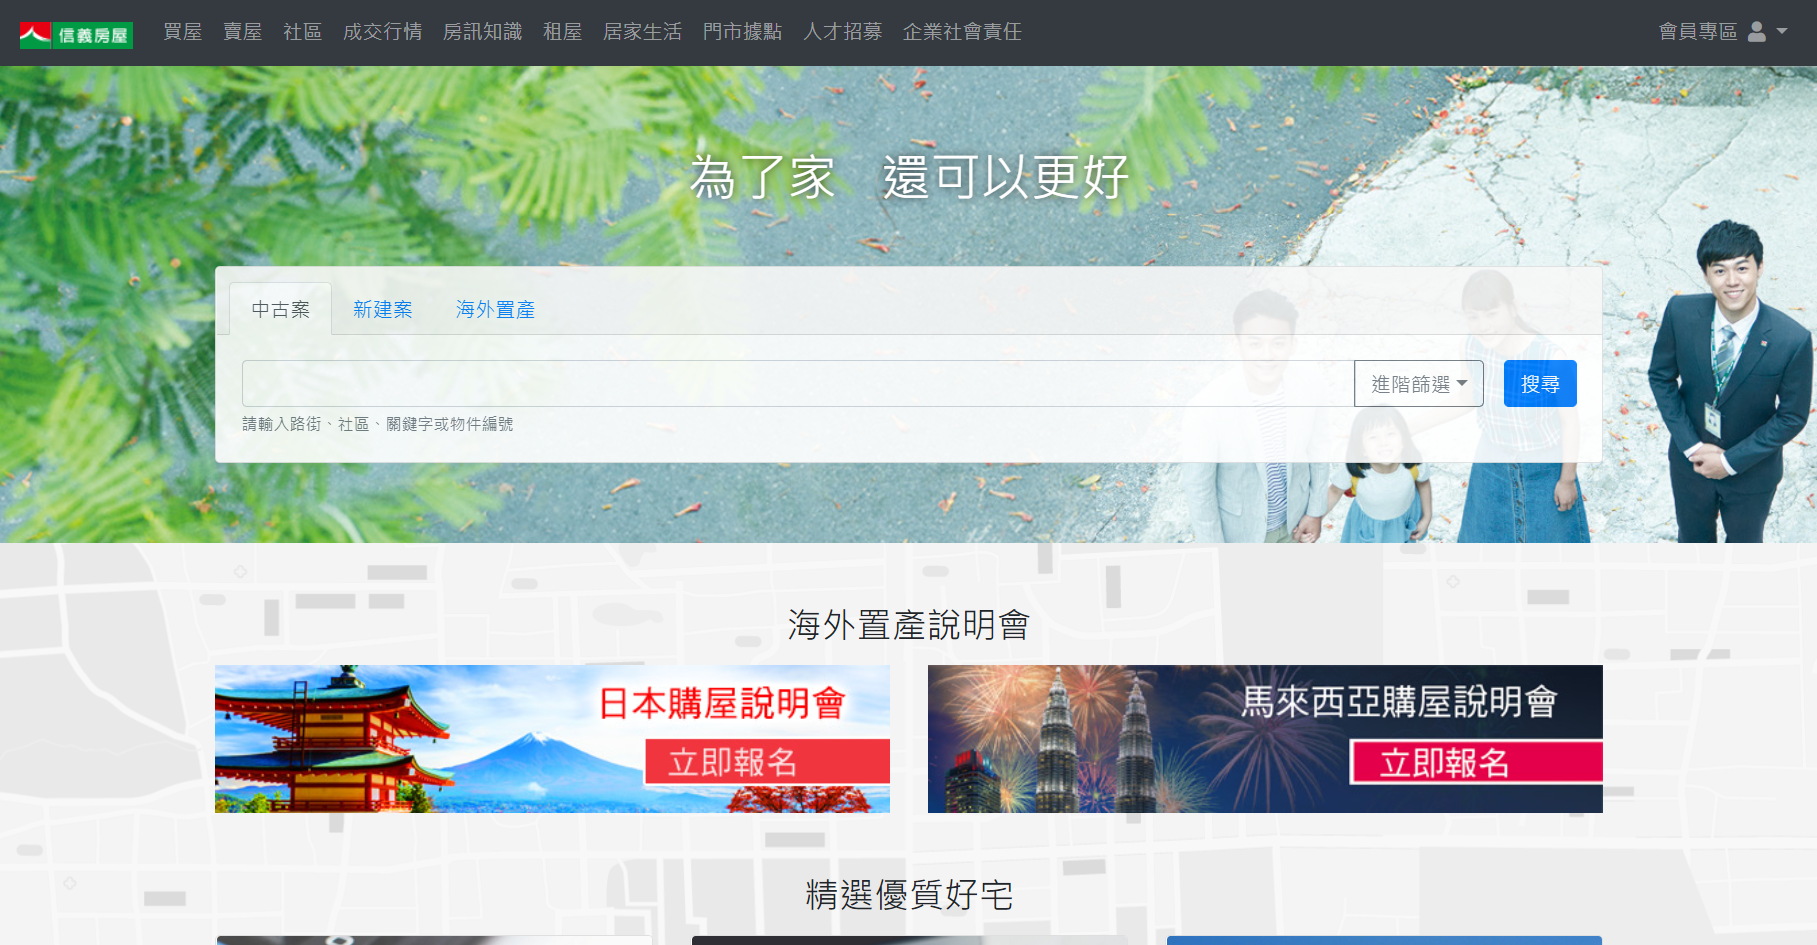 信義房屋 買屋 賣屋 社區 成交行情 房訊知識 租屋 居家生活 門市據點 人才招募 企業社會責任 會員專區
為了家 還可以更好
中古案 新建案 海外置產
進階篩選 搜尋
請輸入路街、社區、關鍵字或物件編號
海外置產說明會
日本購屋說明會
立即報名
馬來西亞購屋說明會
立即報名
精選優質好宅